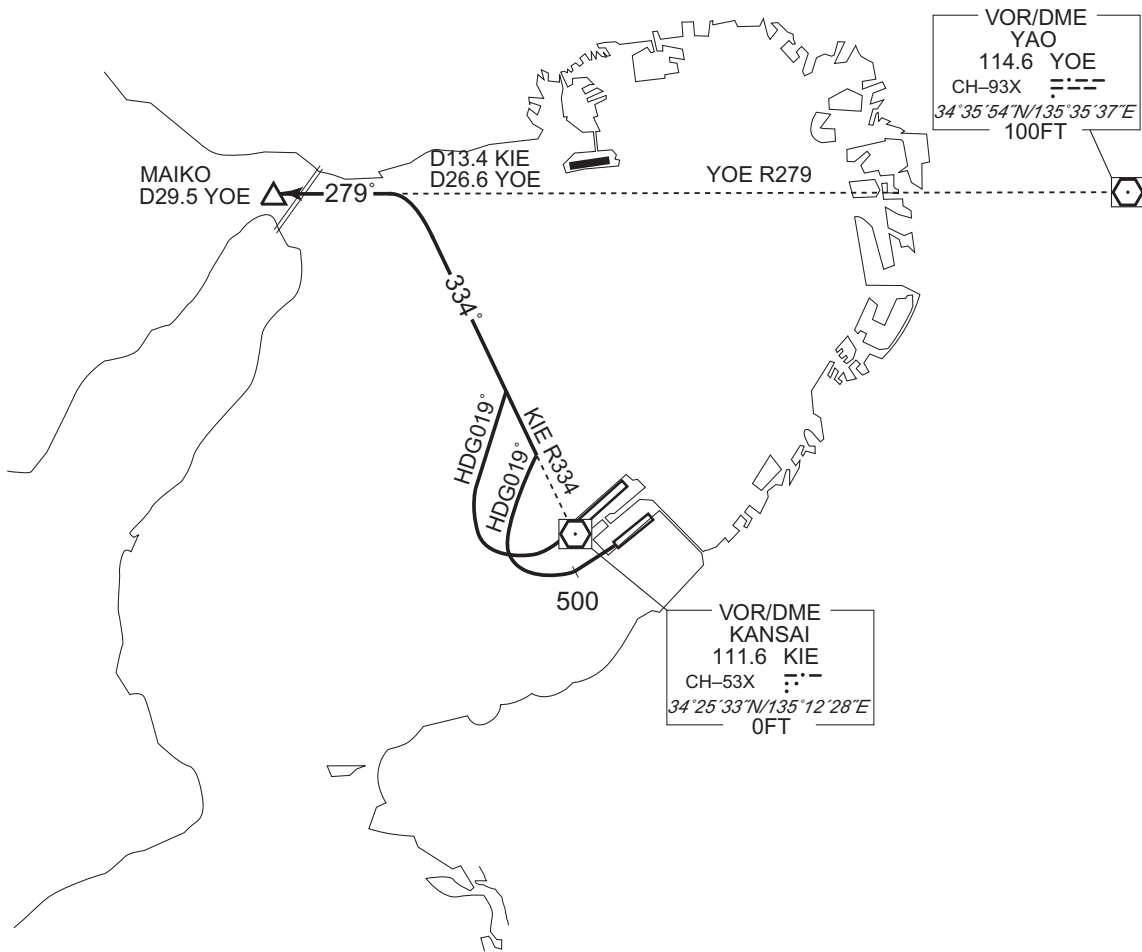 VOR/DME
YAO
114.6 YOE
CH–93X
34°35´54˝N/135°35´37˝E
100FT
MAIKO
D29.5 YOE
D13.4 KIE
D26.6 YOE
YOE R279
279°
334°
HDG019°
HDG019°
KIE R334
500
VOR/DME
KANSAI
111.6 KIE
CH–53X
34°25´33˝N/135°12´28˝E
0FT